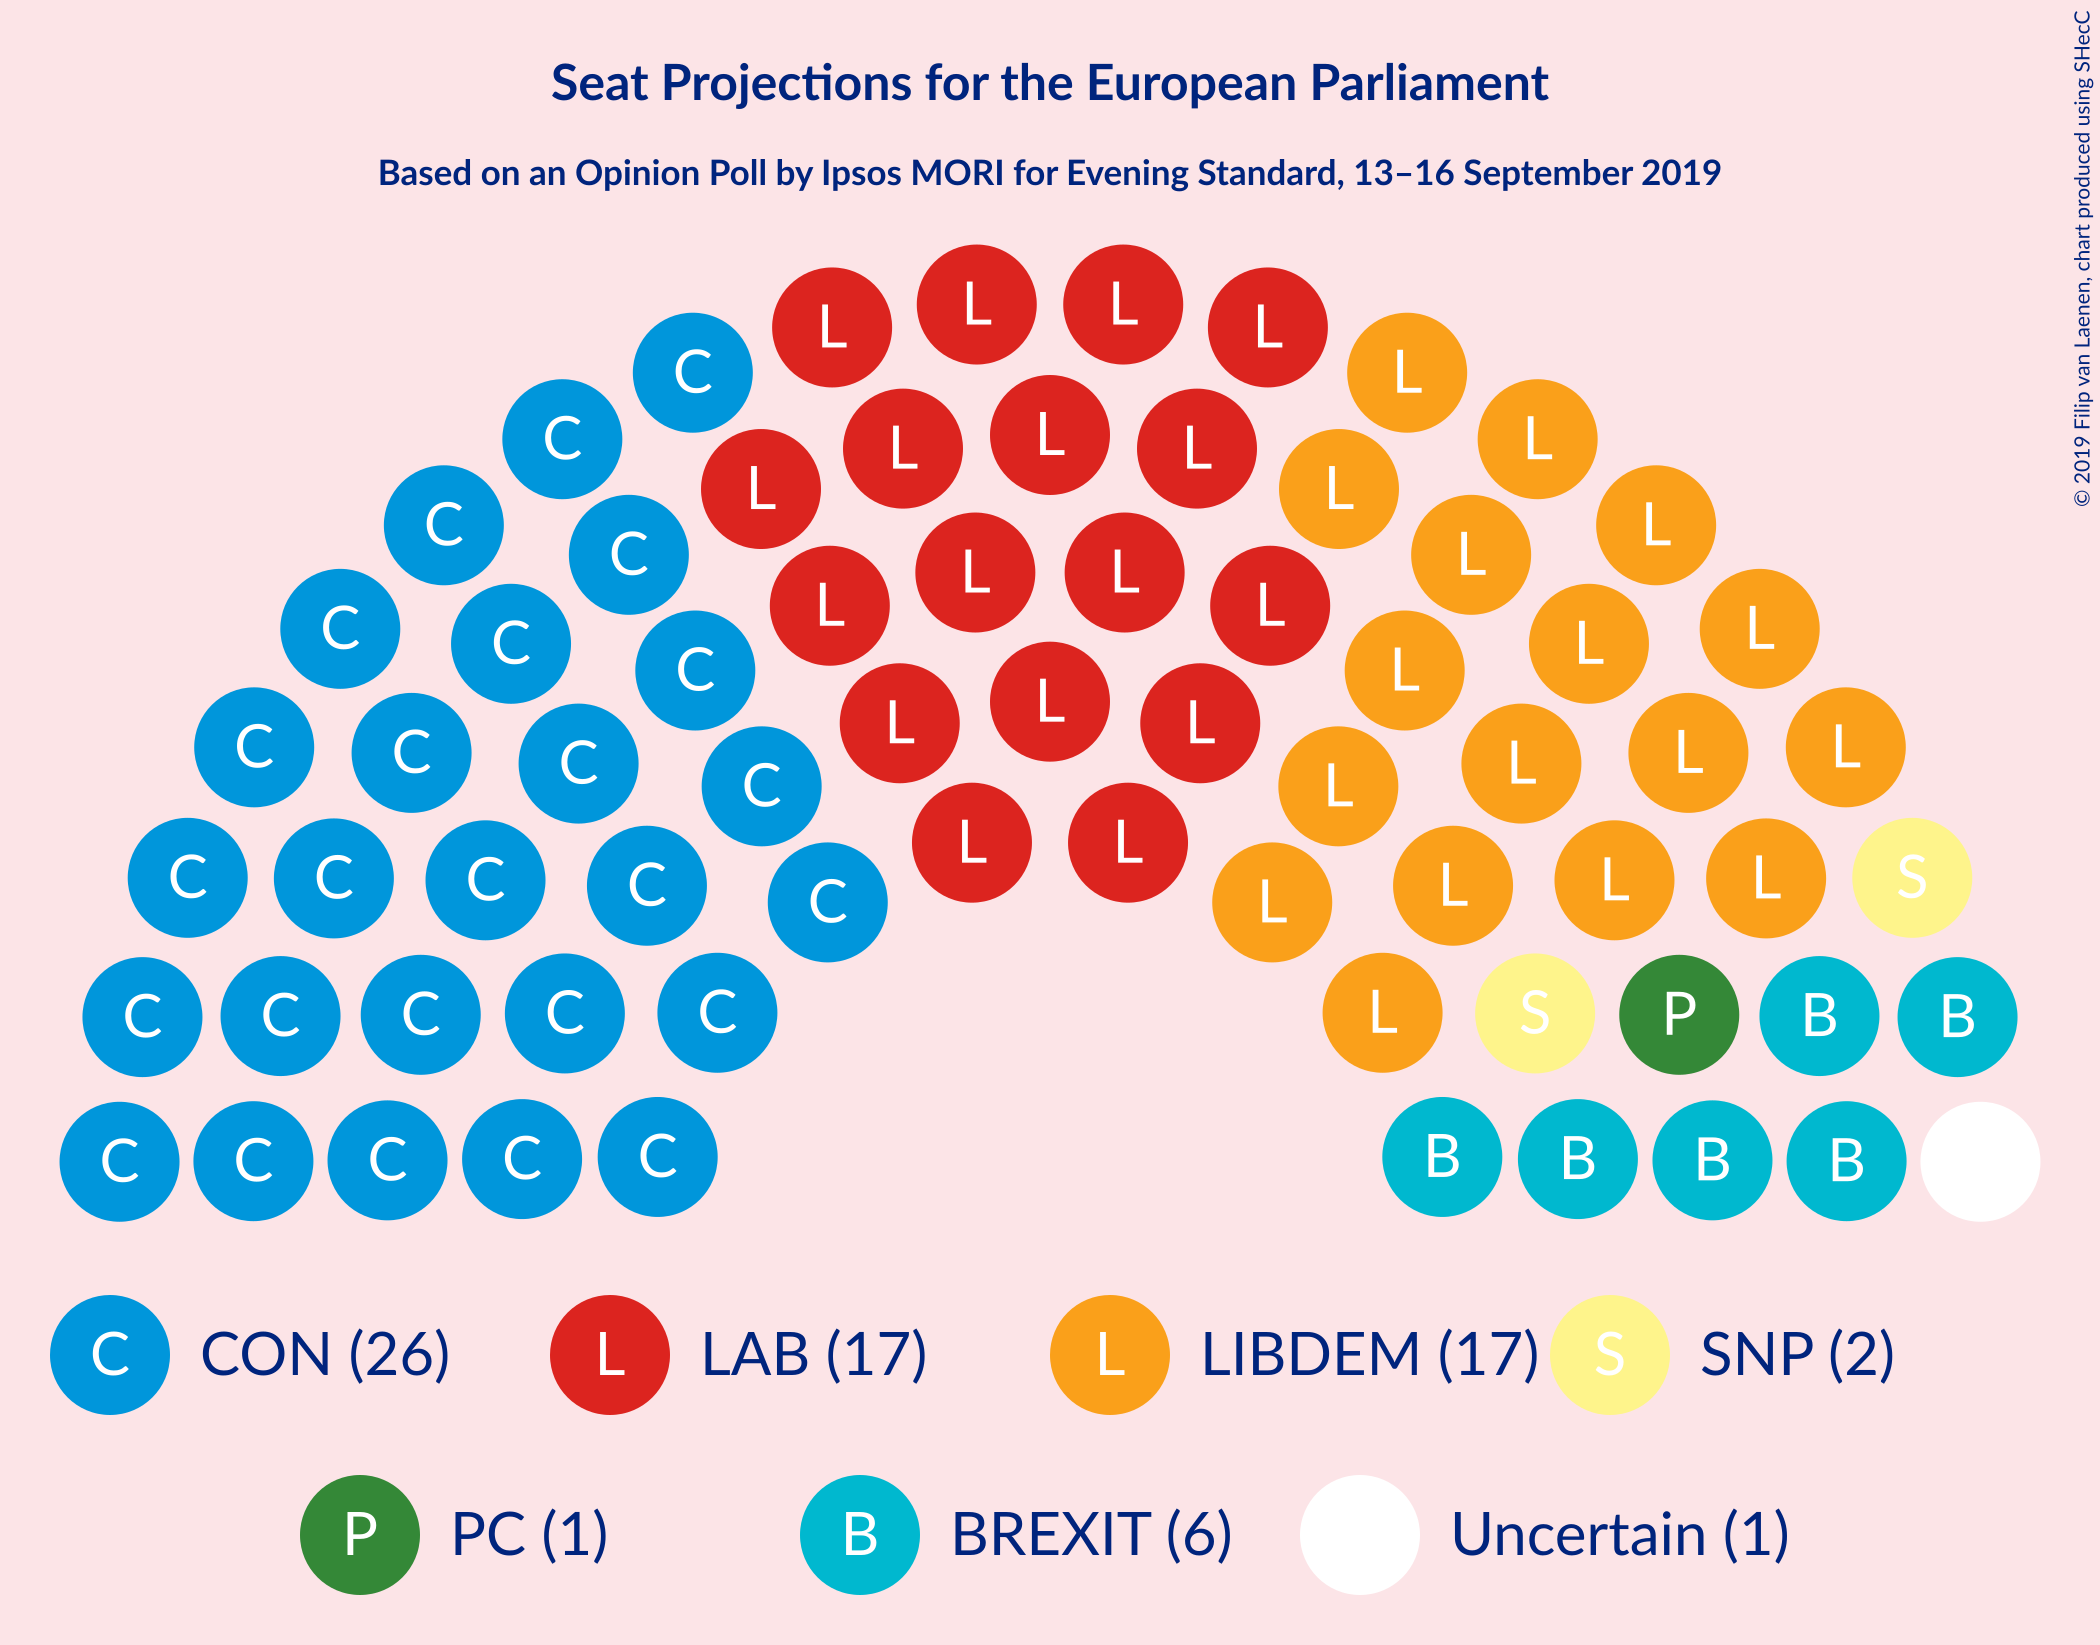 Seat Projections for the European Parliament
Based on an Opinion Poll by Ipsos MORI for Evening Standard, 13–16 September 2019
© 2019 Filip van Laenen, chart produced using SHecC
L L L L
C L
C L L L L
C L L
C L L L
C C L L L L
C L L
C L L L
C C L L
C L L
C L L
C C C C L L L L S
C L
L L
C C C C C L S P B B
C C C C C B B B B
C CON (26) L LAB (17) L LIBDEM (17) S SNP (2)
P PC (1) B BREXIT (6) Uncertain (1)